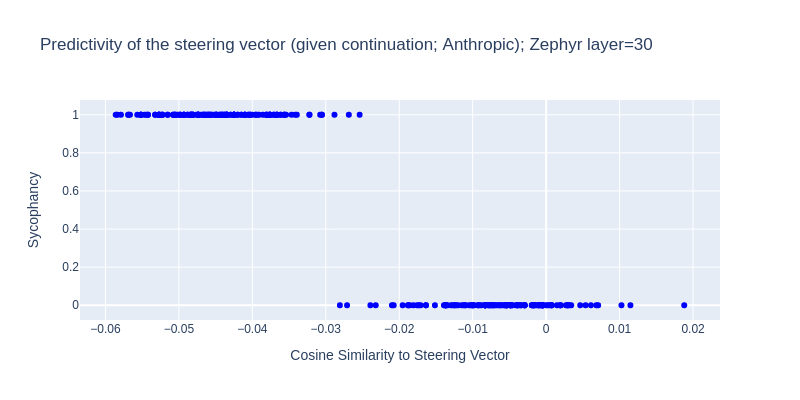 Predictivity of the steering vector (given continuation; Anthropic); Zephyr layer=30
1
0.8
0.6
0.4
0.2
0
Sycophancy
−0.06 −0.05 −0.04 −0.03 −0.02 −0.01 0 0.01 0.02
Cosine Similarity to Steering Vector